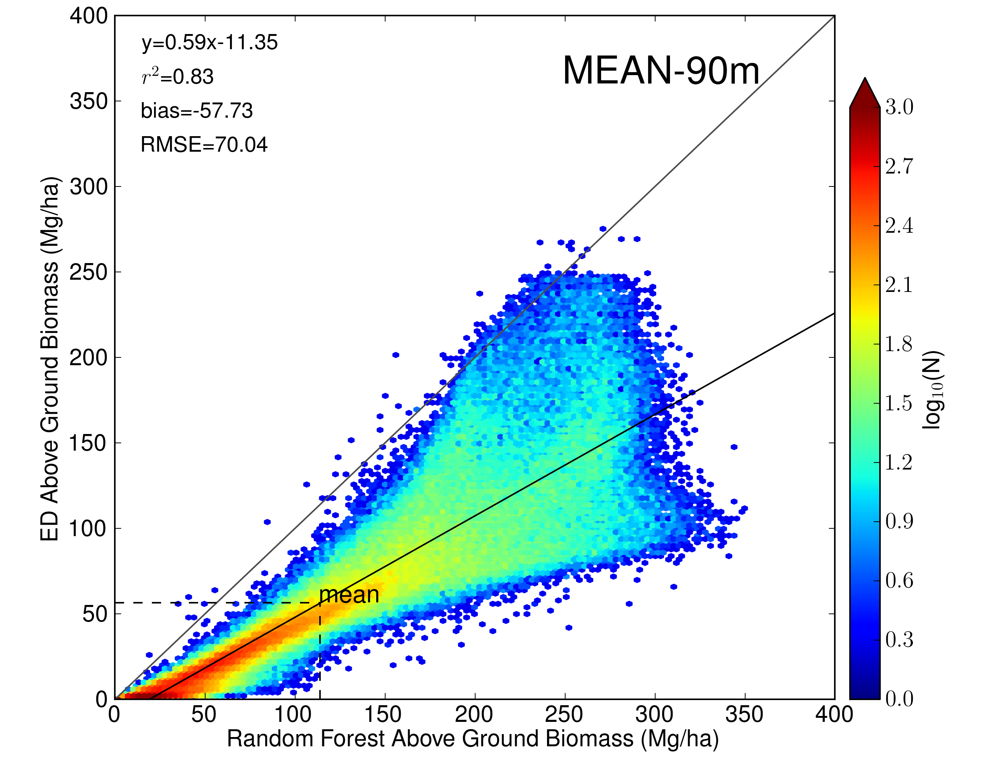 y=0.59x-11.35
r²=0.83
bias=-57.73
RMSE=70.04
MEAN-90m
mean
400
350
300
250
200
150
100
50
0
ED Above Ground Biomass (Mg/ha)
0 50 100 150 200 250 300 350 400
Random Forest Above Ground Biomass (Mg/ha)
3.0
2.7
2.4
2.1
1.8
1.5
1.2
0.9
0.6
0.3
0.0
log₁₀(N)